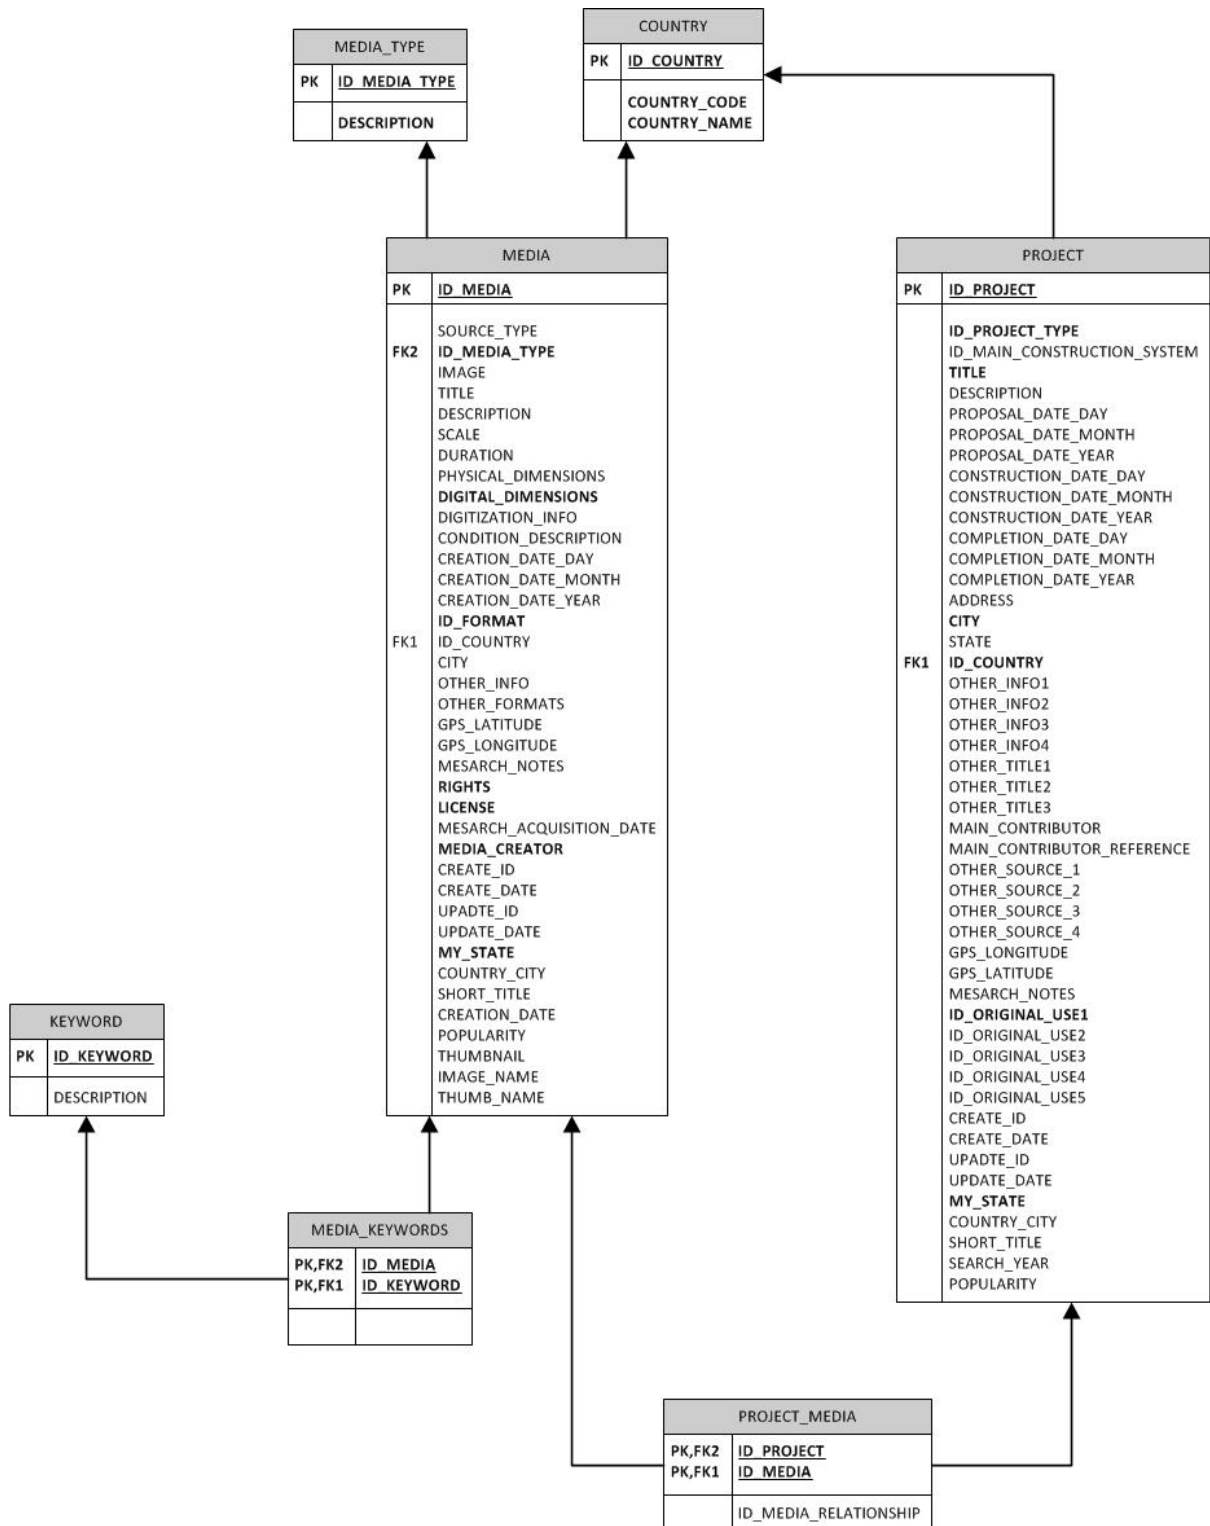 COUNTRY
PK ID_COUNTRY
COUNTRY_CODE
COUNTRY_NAME
MEDIA_TYPE
PK ID_MEDIA_TYPE
DESCRIPTION
MEDIA
PK ID_MEDIA
SOURCE_TYPE
FK2 ID_MEDIA_TYPE
IMAGE
TITLE
DESCRIPTION
SCALE
DURATION
PHYSICAL_DIMENSIONS
DIGITAL_DIMENSIONS
DIGITIZATION_INFO
CONDITION_DESCRIPTION
CREATION_DATE_DAY
CREATION_DATE_MONTH
CREATION_DATE_YEAR
ID_FORMAT
FK1 ID_COUNTRY
CITY
OTHER_INFO
OTHER_FORMATS
GPS_LATITUDE
GPS_LONGITUDE
MESARCH_NOTES
RIGHTS
LICENSE
MESARCH_ACQUISITION_DATE
MEDIA_CREATOR
CREATE_ID
CREATE_DATE
UPADTE_ID
UPDATE_DATE
MY_STATE
COUNTRY_CITY
SHORT_TITLE
CREATION_DATE
POPULARITY
THUMBNAIL
IMAGE_NAME
THUMB_NAME
PROJECT
PK ID_PROJECT
ID_PROJECT_TYPE
ID_MAIN_CONSTRUCTION_SYSTEM
TITLE
DESCRIPTION
PROPOSAL_DATE_DAY
PROPOSAL_DATE_MONTH
PROPOSAL_DATE_YEAR
CONSTRUCTION_DATE_DAY
CONSTRUCTION_DATE_MONTH
CONSTRUCTION_DATE_YEAR
COMPLETION_DATE_DAY
COMPLETION_DATE_MONTH
COMPLETION_DATE_YEAR
ADDRESS
CITY
STATE
FK1 ID_COUNTRY
OTHER_INFO1
OTHER_INFO2
OTHER_INFO3
OTHER_INFO4
OTHER_TITLE1
OTHER_TITLE2
OTHER_TITLE3
MAIN_CONTRIBUTOR
MAIN_CONTRIBUTOR_REFERENCE
OTHER_SOURCE_1
OTHER_SOURCE_2
OTHER_SOURCE_3
OTHER_SOURCE_4
GPS_LONGITUDE
GPS_LATITUDE
MESARCH_NOTES
ID_ORIGINAL_USE1
ID_ORIGINAL_USE2
ID_ORIGINAL_USE3
ID_ORIGINAL_USE4
ID_ORIGINAL_USE5
CREATE_ID
CREATE_DATE
UPADTE_ID
UPDATE_DATE
MY_STATE
COUNTRY_CITY
SHORT_TITLE
SEARCH_YEAR
POPULARITY
KEYWORD
PK ID_KEYWORD
DESCRIPTION
MEDIA_KEYWORDS
PK,FK2 ID_MEDIA
PK,FK1 ID_KEYWORD
PROJECT_MEDIA
PK,FK2 ID_PROJECT
PK,FK1 ID_MEDIA
ID_MEDIA_RELATIONSHIP